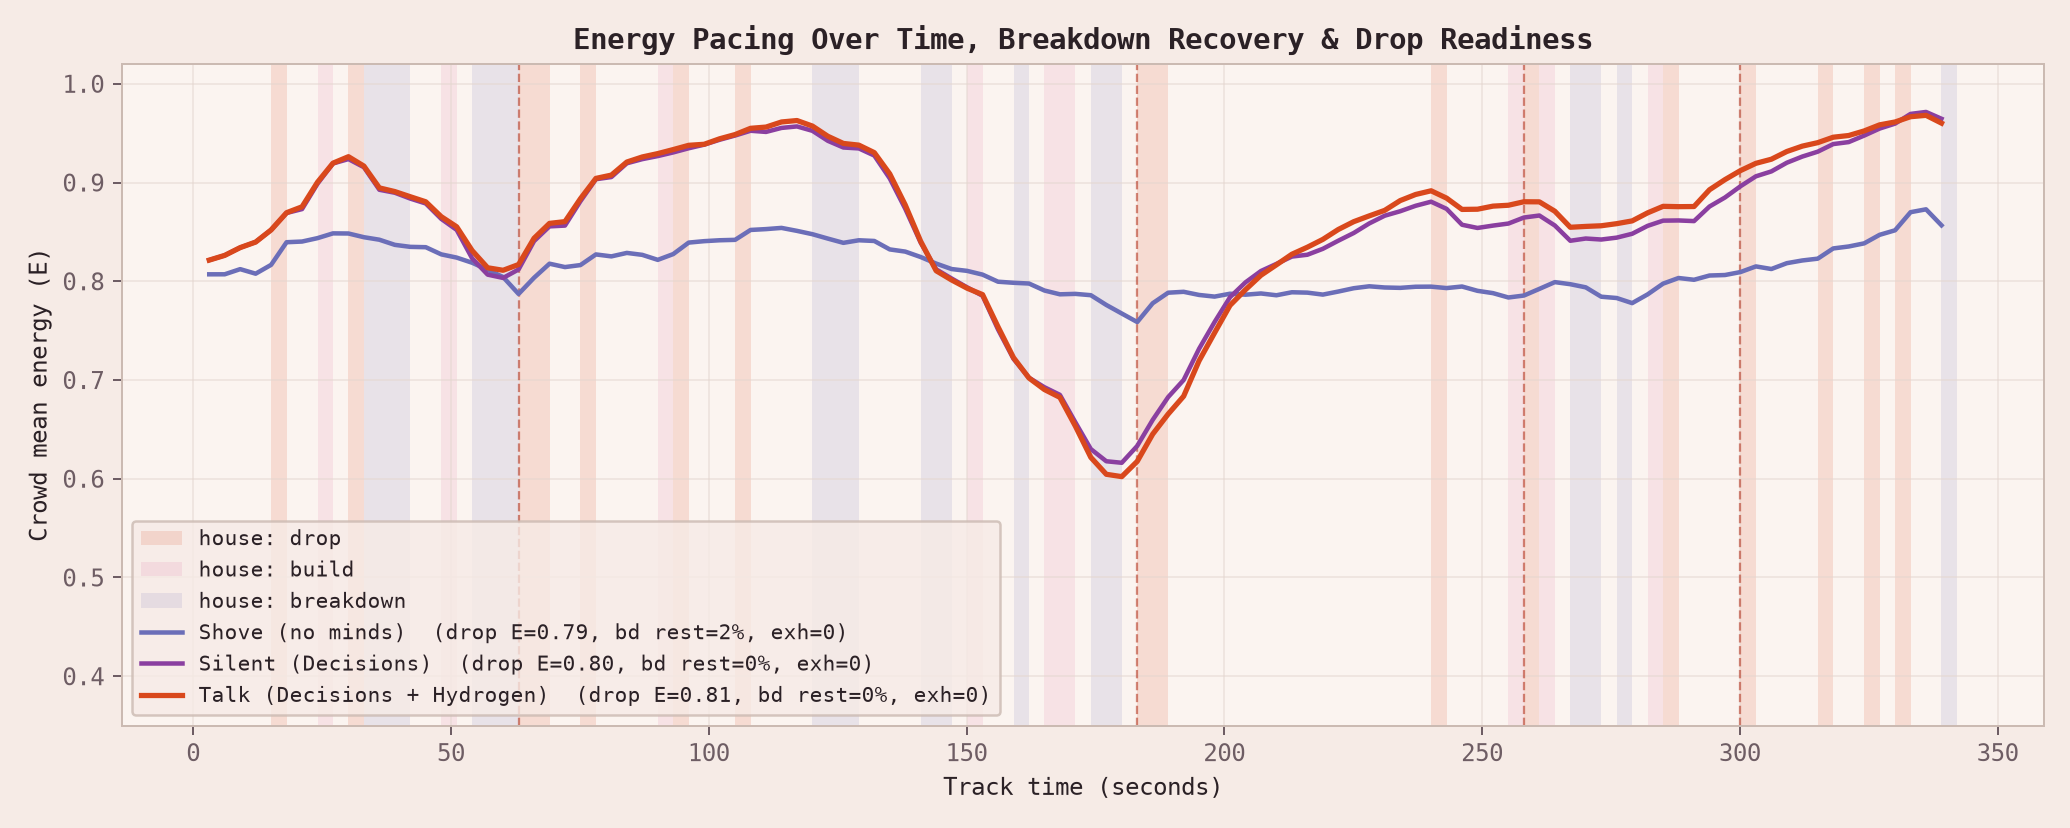 Energy Pacing Over Time, Breakdown Recovery & Drop Readiness
Crowd mean energy (E)
1.0
0.9
0.8
0.7
0.6
0.5
0.4
house: drop
house: build
house: breakdown
Shove (no minds)  (drop E=0.79, bd rest=2%, exh=0)
Silent (Decisions)  (drop E=0.80, bd rest=0%, exh=0)
Talk (Decisions + Hydrogen)  (drop E=0.81, bd rest=0%, exh=0)
0 50 100 150 200 250 300 350
Track time (seconds)